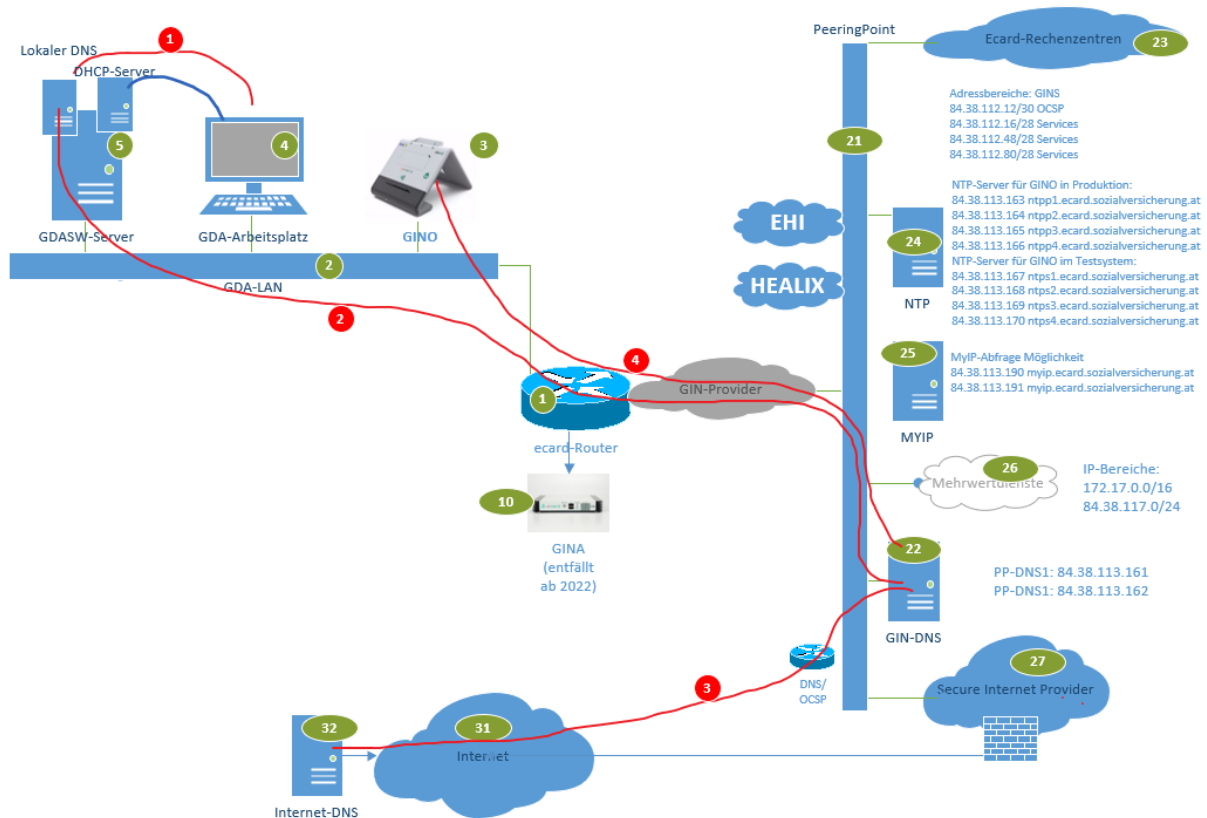 PeeringPoint
Ecard-Rechenzentren
23
1
Lokaler DNS
DHCP-Server
5
4
3
GDASW-Server
GDA-Arbeitsplatz
GINO
2
GDA-LAN
2
21
Adressbereiche: GINS
84.38.112.12/30 OCSP
84.38.112.16/28 Services
84.38.112.48/28 Services
84.38.112.80/28 Services
EHI
HEALIX
24
NTP
NTP-Server für GINO in Produktion:
84.38.113.163 ntpp1.ecard.sozialversicherung.at
84.38.113.164 ntpp2.ecard.sozialversicherung.at
84.38.113.165 ntpp3.ecard.sozialversicherung.at
84.38.113.166 ntpp4.ecard.sozialversicherung.at
NTP-Server für GINO im Testsystem:
84.38.113.167 ntps1.ecard.sozialversicherung.at
84.38.113.168 ntps2.ecard.sozialversicherung.at
84.38.113.169 ntps3.ecard.sozialversicherung.at
84.38.113.170 ntps4.ecard.sozialversicherung.at
25
MYIP
MyIP-Abfrage Möglichkeit
84.38.113.190 myip.ecard.sozialversicherung.at
84.38.113.191 myip.ecard.sozialversicherung.at
4
1
GIN-Provider
ecard-Router
10
GINA
(entfällt
ab 2022)
26
Mehrwertdienste
IP-Bereiche:
172.17.0.0/16
84.38.117.0/24
22
GIN-DNS
PP-DNS1: 84.38.113.161
PP-DNS1: 84.38.113.162
DNS/
OCSP
3
27
Secure Internet Provider
32
31
Internet
Internet-DNS